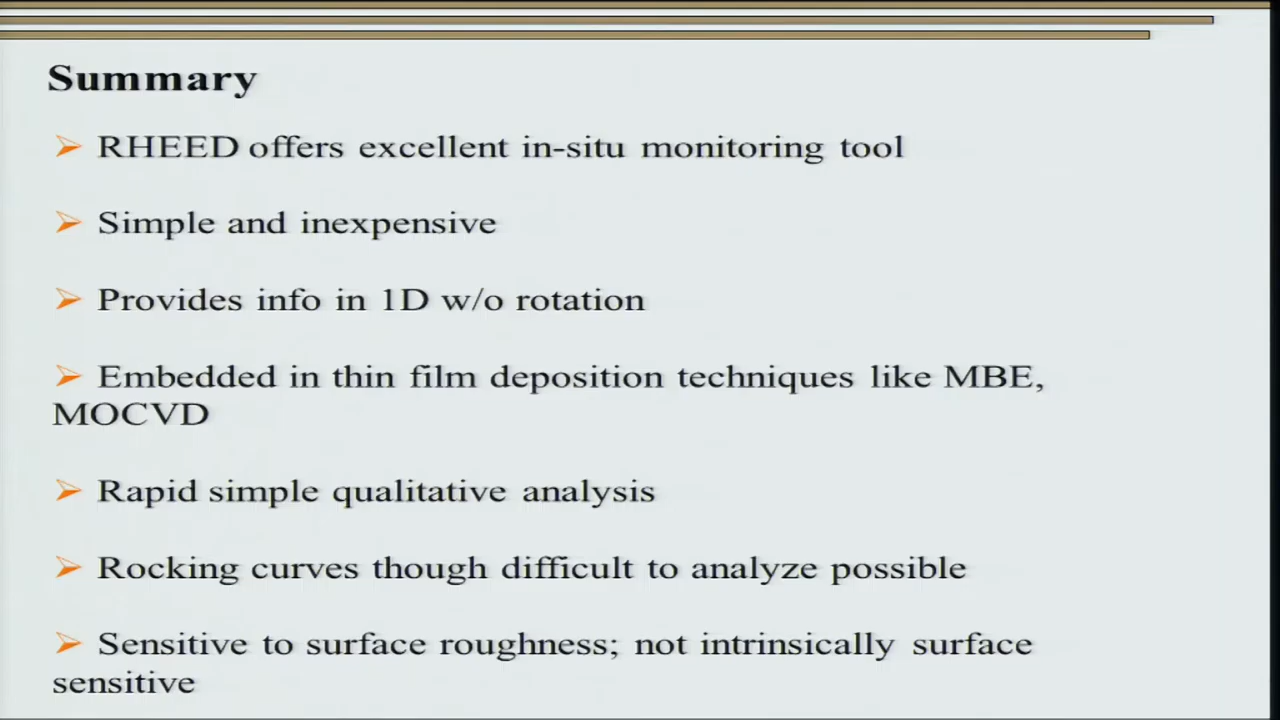 Summary
RHEED offers excellent in-situ monitoring tool
Simple and inexpensive
Provides info in 1D w/o rotation
Embedded in thin film deposition techniques like MBE,
MOCVD
Rapid simple qualitative analysis
Rocking curves though difficult to analyze possible
Sensitive to surface roughness; not intrinsically surface
sensitive